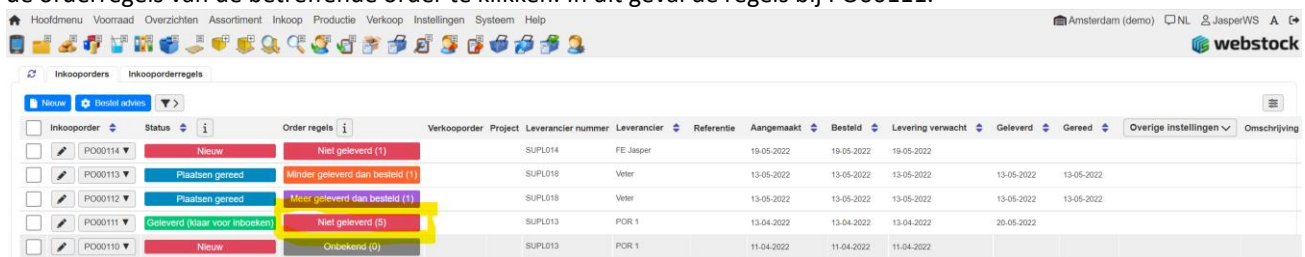 de orderregels van de betreffende order te klikken. In dit geval de regels bij PO00111.
Hoofdmenu Voorraad Overzichten Assortiment Inkoop Productie Verkoop Instellingen Systeem Help Amsterdam (demo) NL JasperWS A
webstock
Inkooporders Inkooporderregels
Nieuw Bestel advies
Inkooporder Status i Order regels i Verkooporder Project Leverancier nummer Leverancier Referentie Aangemaakt Besteld Levering verwacht Geleverd Gereed Overige instellingen Omschrijving
PO00114 ▼ Nieuw Niet geleverd (1) SUPL014 FE Jasper 19-05-2022 19-05-2022 19-05-2022
PO00113 ▼ Plaatsen gereed Minder geleverd dan besteld (1) SUPL018 Veter 13-05-2022 13-05-2022 13-05-2022 13-05-2022 13-05-2022
PO00112 ▼ Plaatsen gereed Meer geleverd dan besteld (1) SUPL018 Veter 13-05-2022 13-05-2022 13-05-2022 13-05-2022 13-05-2022
PO00111 ▼ Geleverd (klaar voor inboeken) Niet geleverd (5) SUPL013 POR 1 13-04-2022 13-04-2022 13-04-2022 20-05-2022
PO00110 ▼ Nieuw Onbekend (0) SUPL013 POR 1 11-04-2022 11-04-2022 11-04-2022